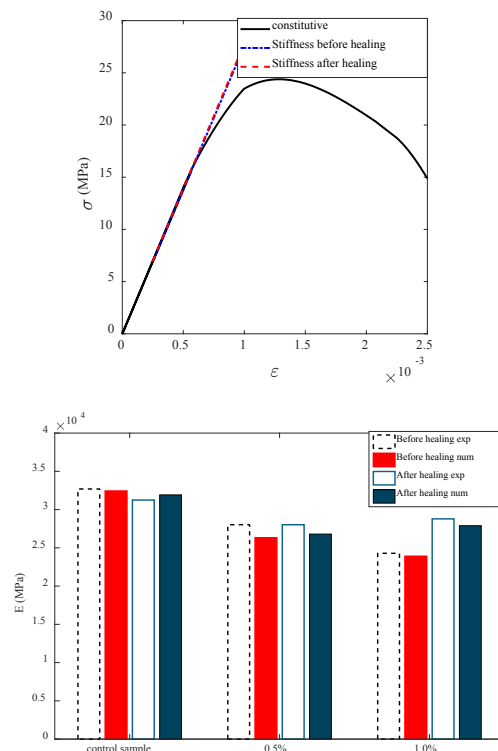 constitutive
Stiffness before healing
Stiffness after healing
30
25
20
15
10
5
0
σ (MPa)
0 0.5 1 1.5 2 2.5
×10 -3
ε
×10 4
Before healing exp
Before healing num
After healing exp
After healing num
4
3.5
3
2.5
2
1.5
1
0.5
0
E (MPa)
control sample 0.5% 1.0%